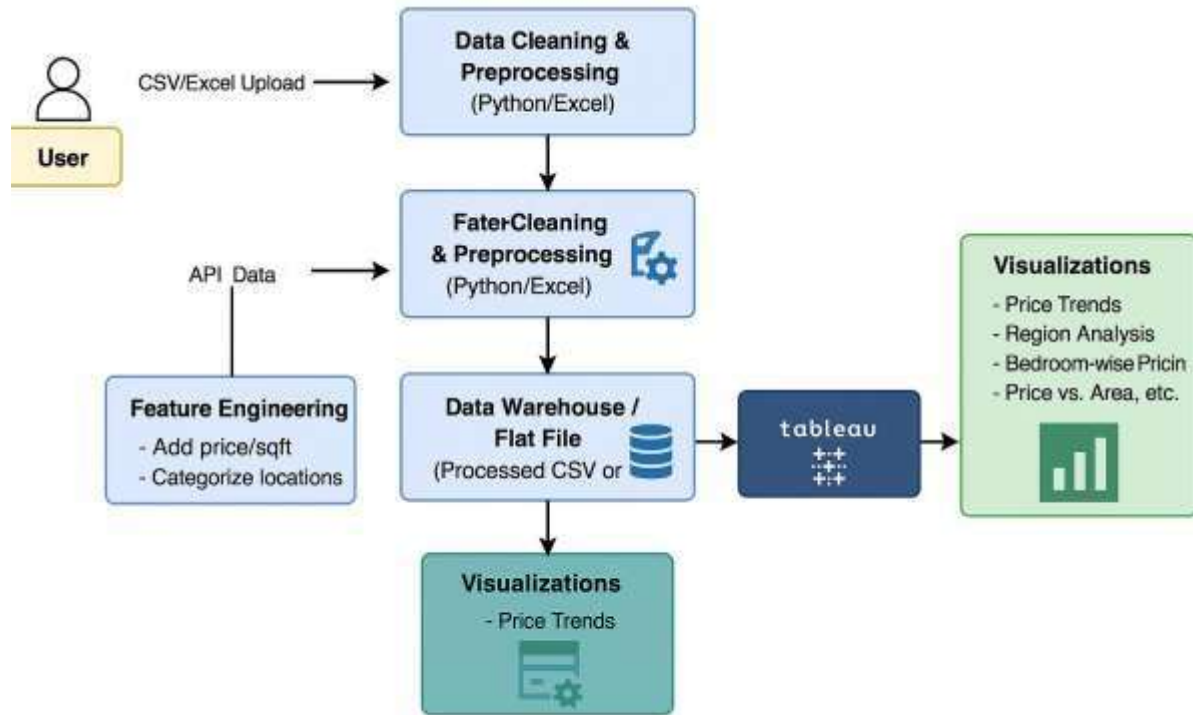 Data Cleaning &
Preprocessing
(Python/Excel)
CSV/Excel Upload
User
Fater-Cleaning
& Preprocessing
(Python/Excel)
API Data
Visualizations
- Price Trends
- Region Analysis
- Bedroom-wise Pricin
- Price vs. Area, etc.
Feature Engineering
- Add price/sqft
- Categorize locations
Data Warehouse /
Flat File
(Processed CSV or
tableau
Visualizations
- Price Trends